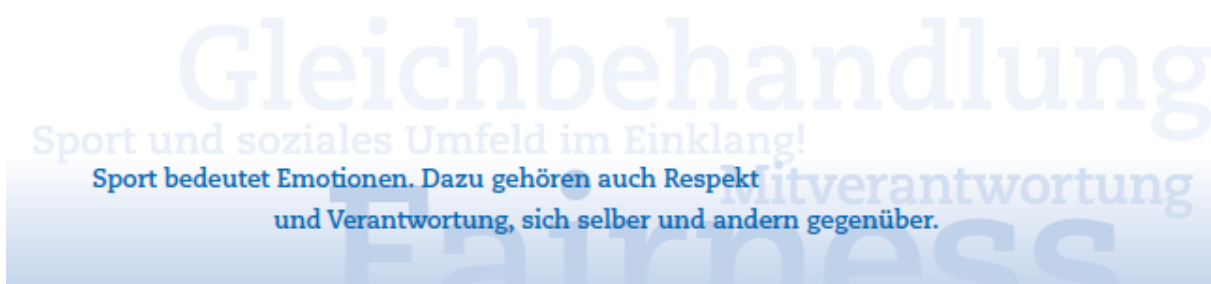 Gleichbehandlung
Sport und soziales Umfeld im Einklang!
Sport bedeutet Emotionen. Dazu gehören auch Respekt
Mitverantwortung
und Verantwortung, sich selber und andern gegenüber.
Fairness